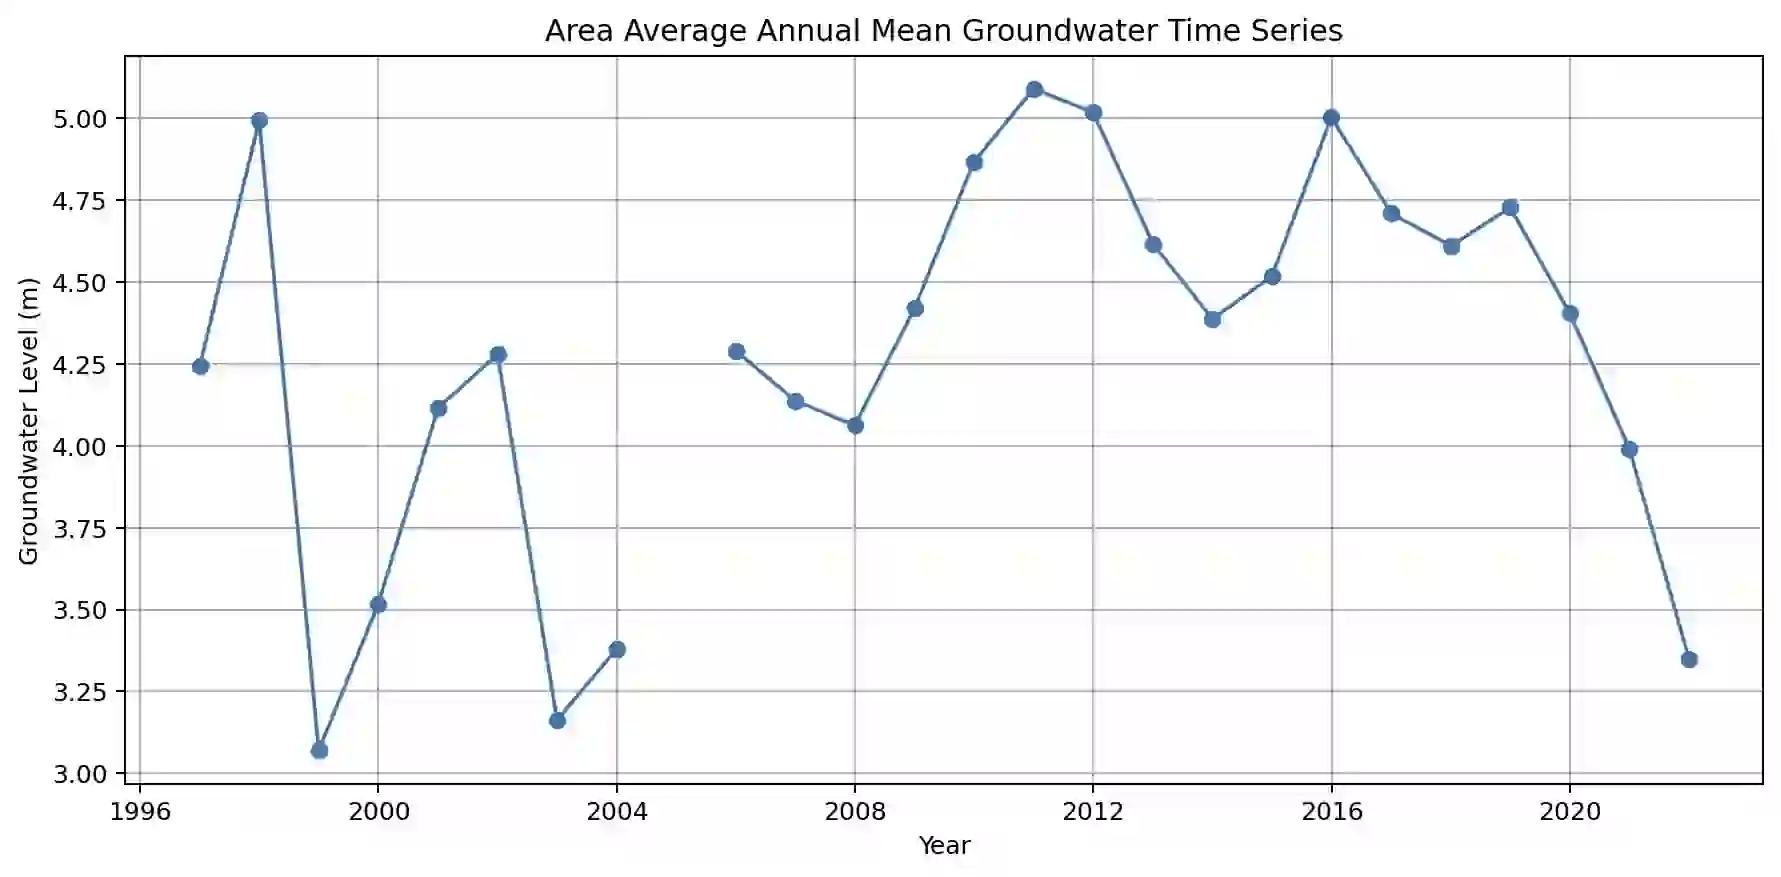 Area Average Annual Mean Groundwater Time Series
Groundwater Level (m)
5.00
4.75
4.50
4.25
4.00
3.75
3.50
3.25
3.00
1996 2000 2004 2008 2012 2016 2020
Year